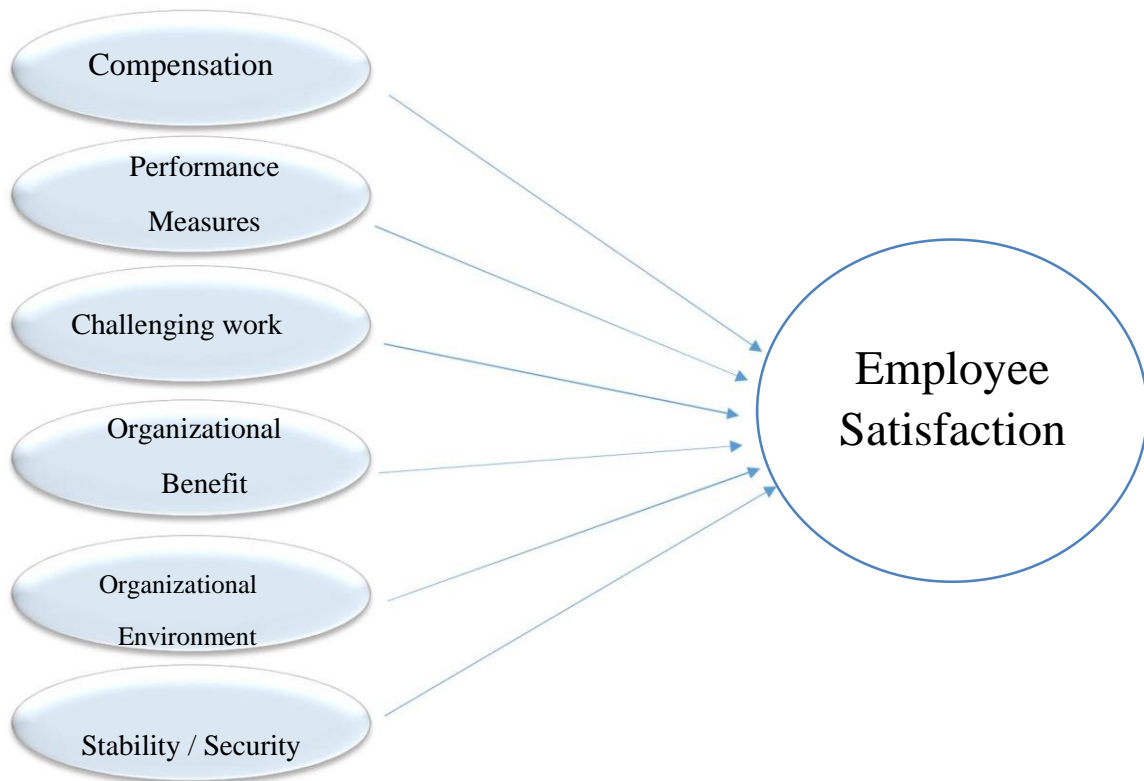 Compensation
Performance
Measures
Challenging work
Organizational
Benefit
Organizational
Environment
Stability / Security
Employee
Satisfaction